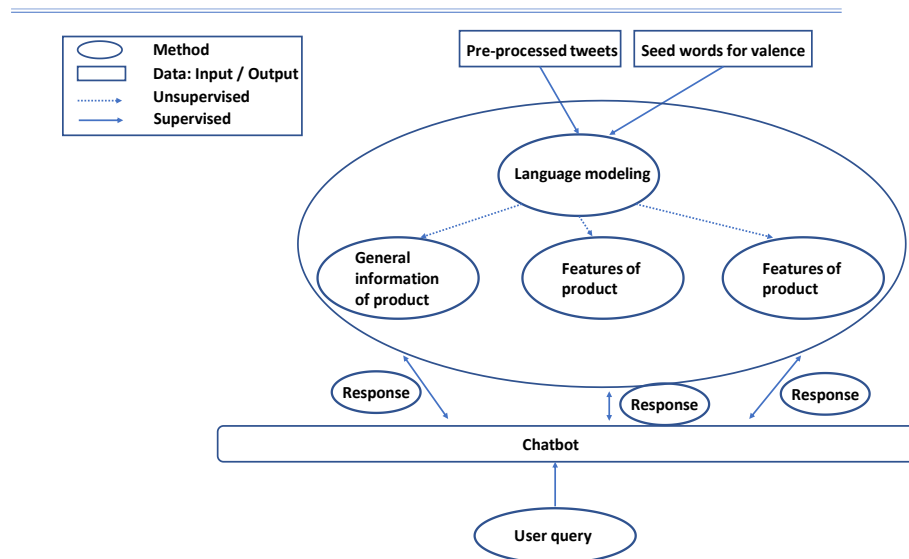 Method
Data: Input / Output
Unsupervised
Supervised
Pre-processed tweets
Seed words for valence
Language modeling
General
information
of product
Features of
product
Features of
product
Response
Response
Response
Chatbot
User query